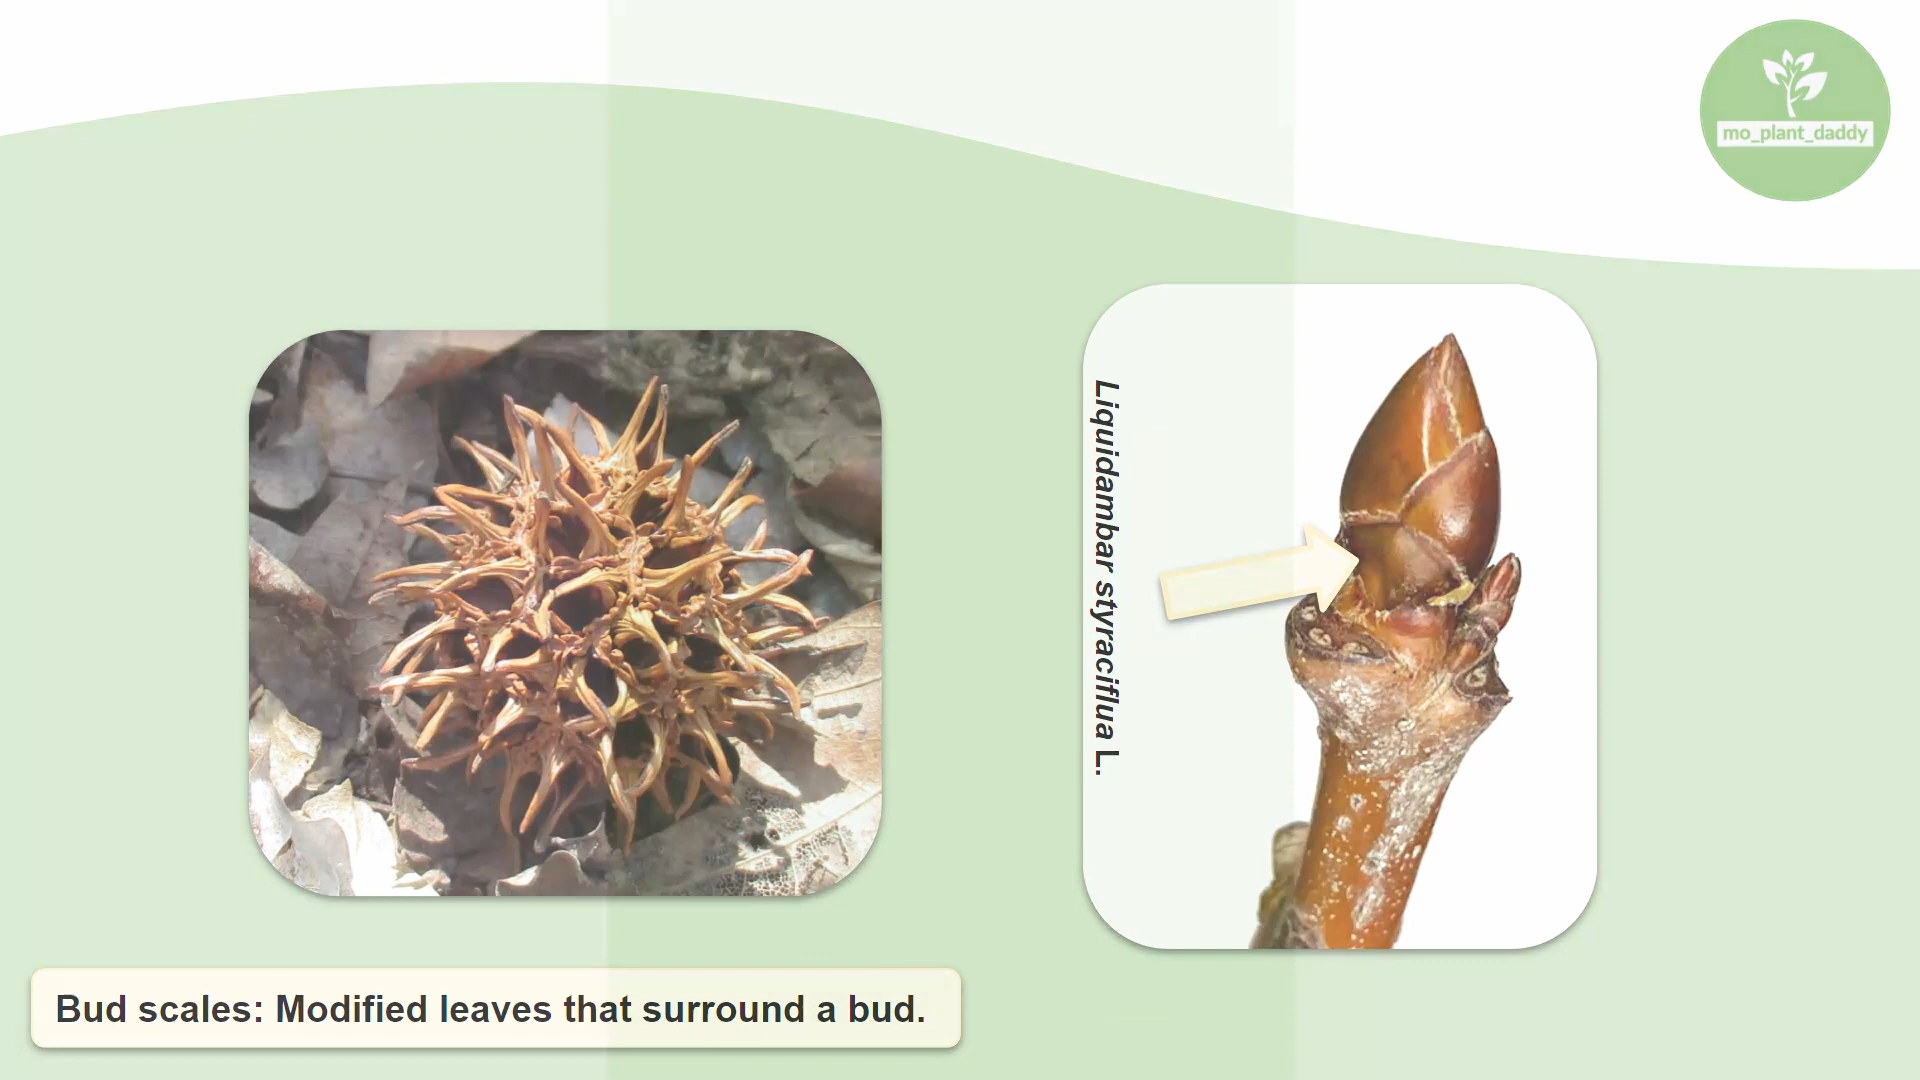 mo_plant_daddy
Liquidambar styraciflua L.
Bud scales: Modified leaves that surround a bud.